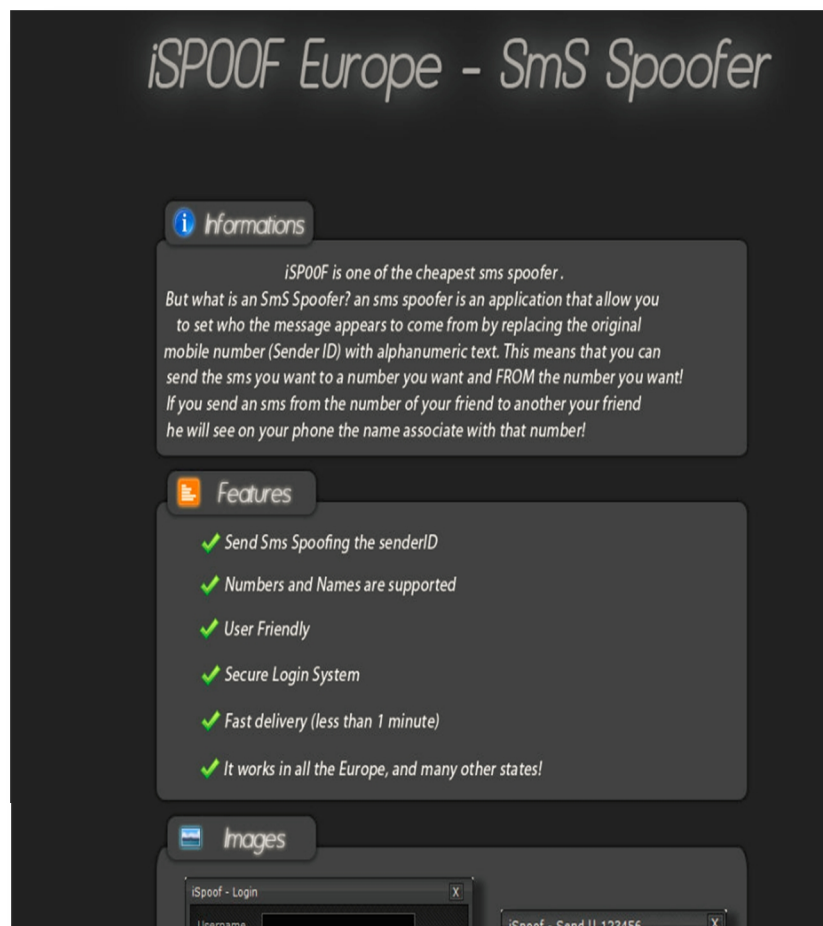 iSPOOF Europe - SmS Spoofer
Informations
iSPOOF is one of the cheapest sms spoofer .
But what is an SmS Spoofer? an sms spoofer is an application that allow you
to set who the message appears to come from by replacing the original
mobile number (Sender ID) with alphanumeric text. This means that you can
send the sms you want to a number you want and FROM the number you want!
If you send an sms from the number of your friend to another your friend
he will see on your phone the name associate with that number!
Features
Send Sms Spoofing the senderID
Numbers and Names are supported
User Friendly
Secure Login System
Fast delivery (less than 1 minute)
It works in all the Europe, and many other states!
Images
iSpoof - Login X
Username
iSpoof - Send || 123456 X